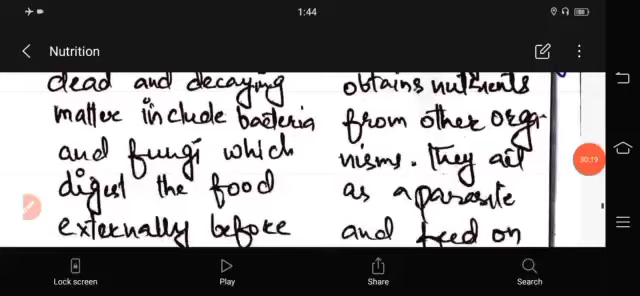 1:44
Nutrition
dead and decaying
matter include bacteria
and fungi which
digest the food
externally before
obtains nutrients
from other orga-
nisms. They act
as a parasite
and feed on
30:19
Lock screen
Play
Share
Search